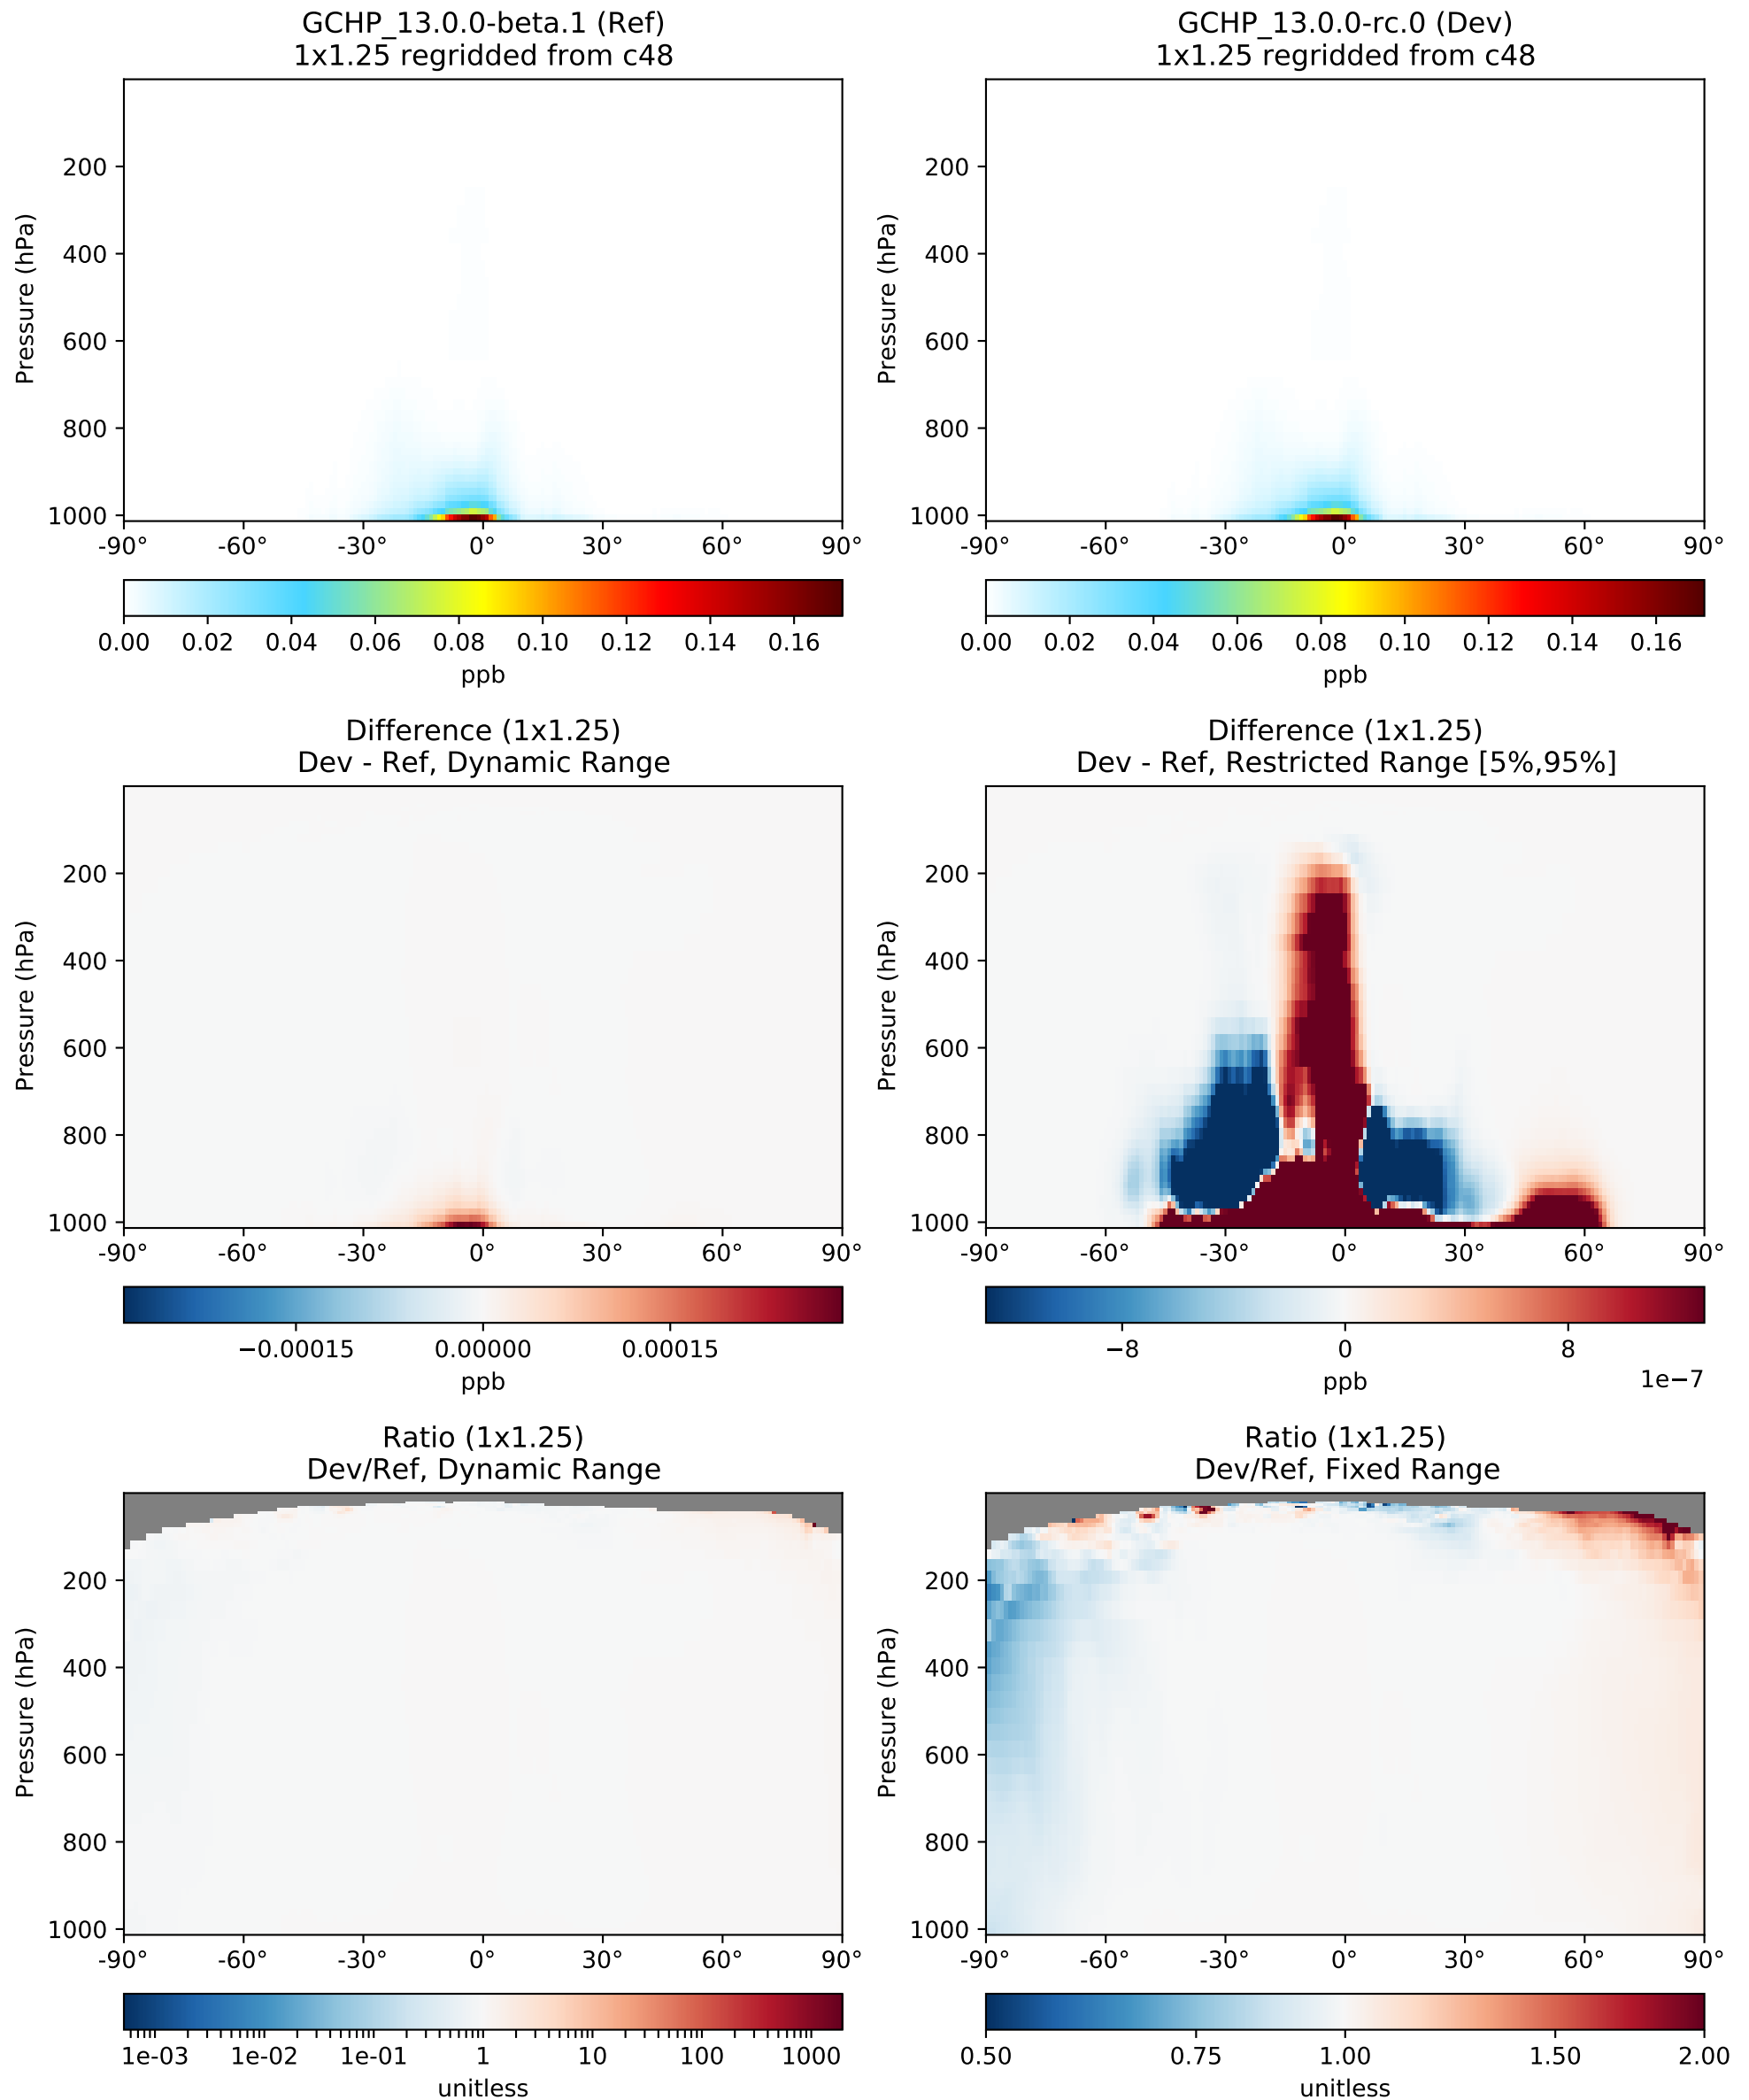 GCHP_13.0.0-beta.1 (Ref)
1x1.25 regridded from c48
Pressure (hPa)
200
400
600
800
1000
-90° -60° -30° 0° 30° 60° 90°
0.00 0.02 0.04 0.06 0.08 0.10 0.12 0.14 0.16
ppb
GCHP_13.0.0-rc.0 (Dev)
1x1.25 regridded from c48
Pressure (hPa)
200
400
600
800
1000
-90° -60° -30° 0° 30° 60° 90°
0.00 0.02 0.04 0.06 0.08 0.10 0.12 0.14 0.16
ppb
Difference (1x1.25)
Dev - Ref, Dynamic Range
Pressure (hPa)
200
400
600
800
1000
-90° -60° -30° 0° 30° 60° 90°
−0.00015 0.00000 0.00015
ppb
Difference (1x1.25)
Dev - Ref, Restricted Range [5%,95%]
Pressure (hPa)
200
400
600
800
1000
-90° -60° -30° 0° 30° 60° 90°
−8 0 8
ppb
1e−7
Ratio (1x1.25)
Dev/Ref, Dynamic Range
Pressure (hPa)
200
400
600
800
1000
-90° -60° -30° 0° 30° 60° 90°
1e-03 1e-02 1e-01 1 10 100 1000
unitless
Ratio (1x1.25)
Dev/Ref, Fixed Range
Pressure (hPa)
200
400
600
800
1000
-90° -60° -30° 0° 30° 60° 90°
0.50 0.75 1.00 1.50 2.00
unitless